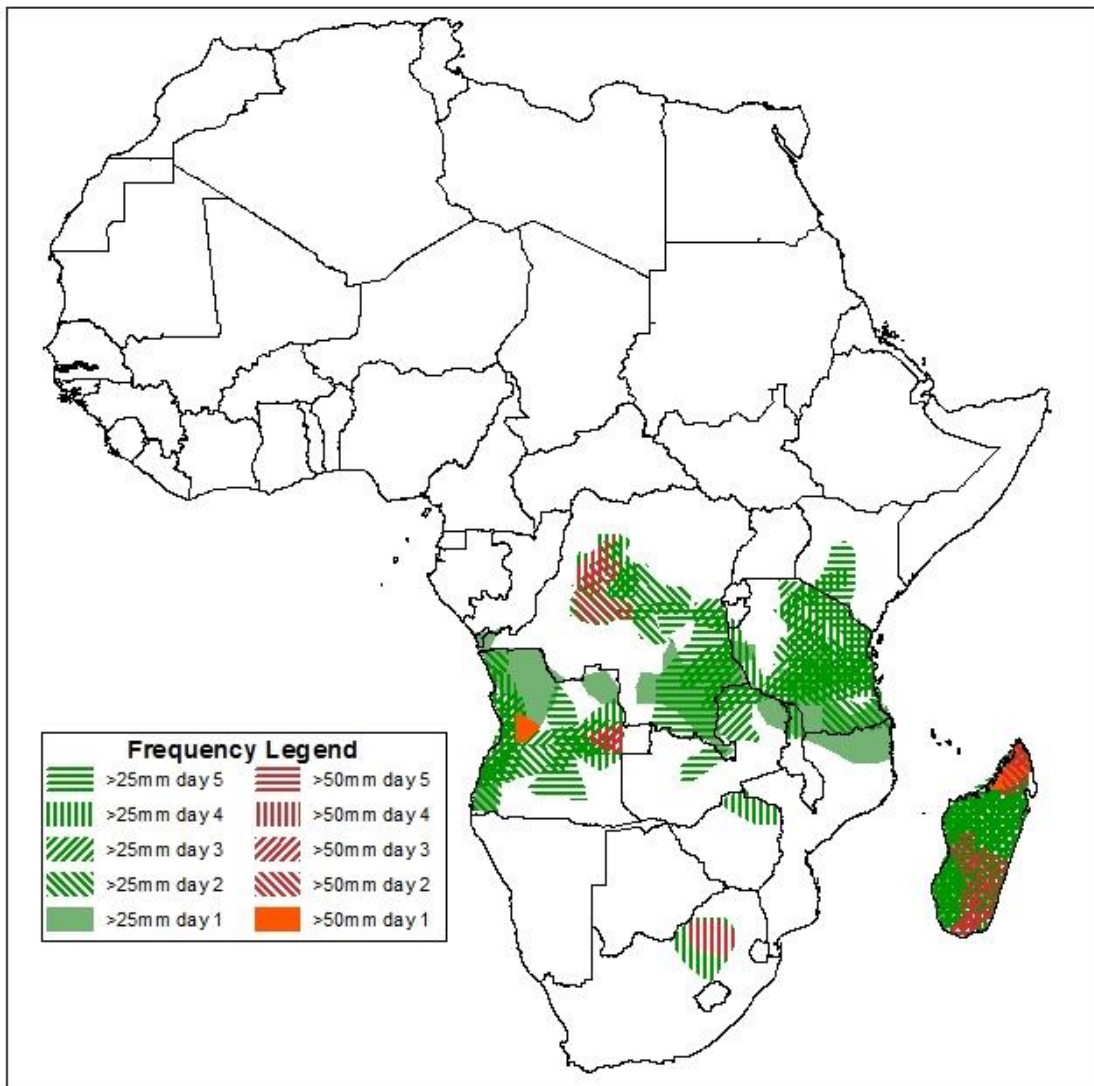 Frequency Legend
>25mm day 5 >50mm day 5
>25mm day 4 >50mm day 4
>25mm day 3 >50mm day 3
>25mm day 2 >50mm day 2
>25mm day 1 >50mm day 1